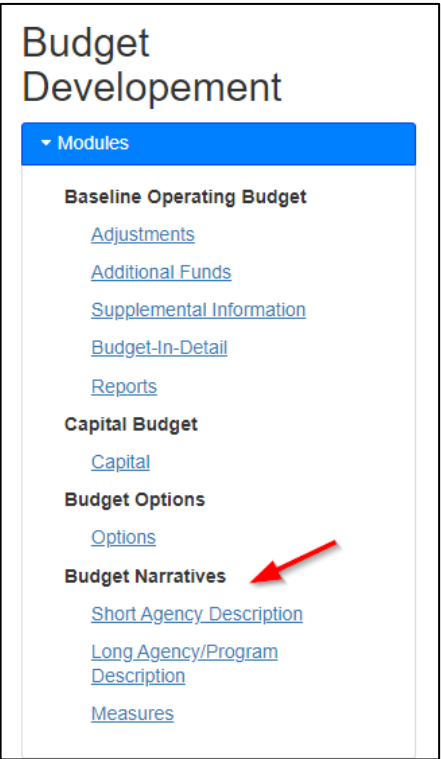 Budget
Developement
Modules
Baseline Operating Budget
Adjustments
Additional Funds
Supplemental Information
Budget-In-Detail
Reports
Capital Budget
Capital
Budget Options
Options
Budget Narratives
Short Agency Description
Long Agency/Program
Description
Measures